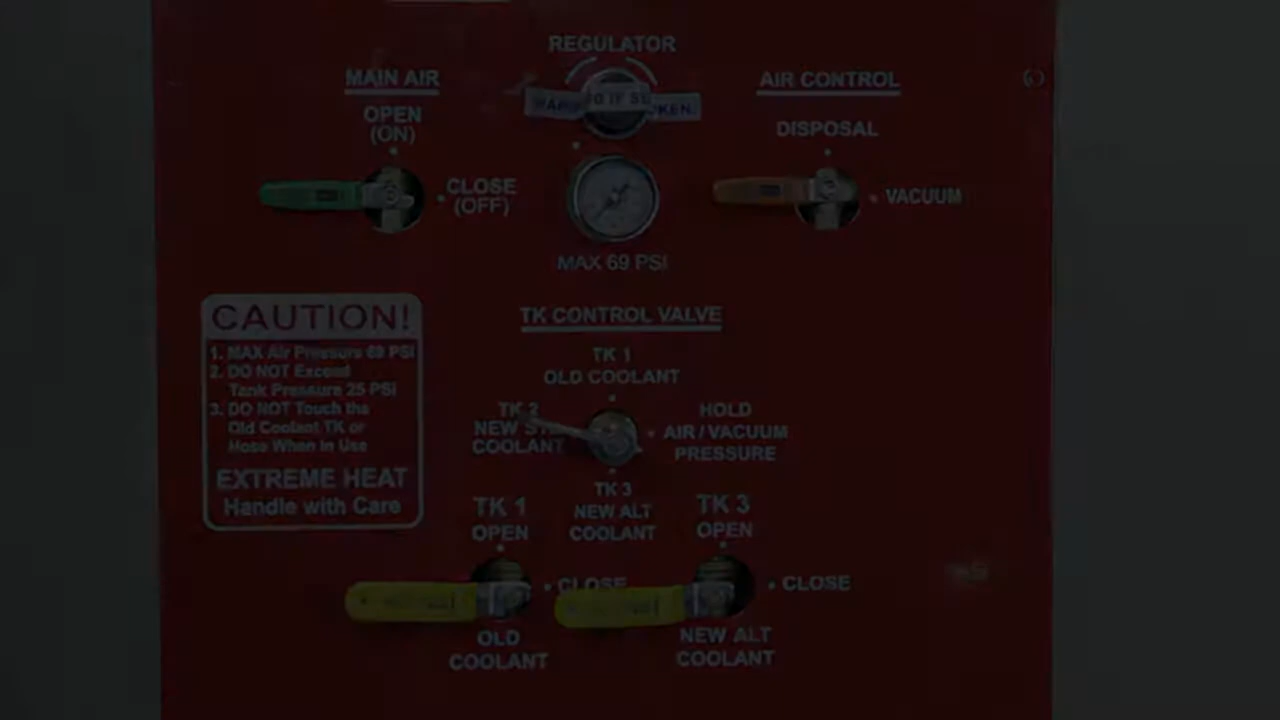 REGULATOR
MAIN AIR
OPEN
(ON)
CLOSE
(OFF)
MAX 69 PSI
AIR CONTROL
DISPOSAL
VACUUM
CAUTION!
1. MAX Air Pressure 69 PSI
2. DO NOT Exceed
Tank Pressure 25 PSI
3. DO NOT Touch the
Old Coolant TK or
Hose When in Use
EXTREME HEAT
Handle with Care
TK CONTROL VALVE
TK 1
OLD COOLANT
TK 2
NEW
COOLANT
HOLD
AIR / VACUUM
PRESSURE
TK 3
NEW ALT
COOLANT
TK 1
OPEN
CLOSE
OLD
COOLANT
TK 3
OPEN
CLOSE
NEW ALT
COOLANT